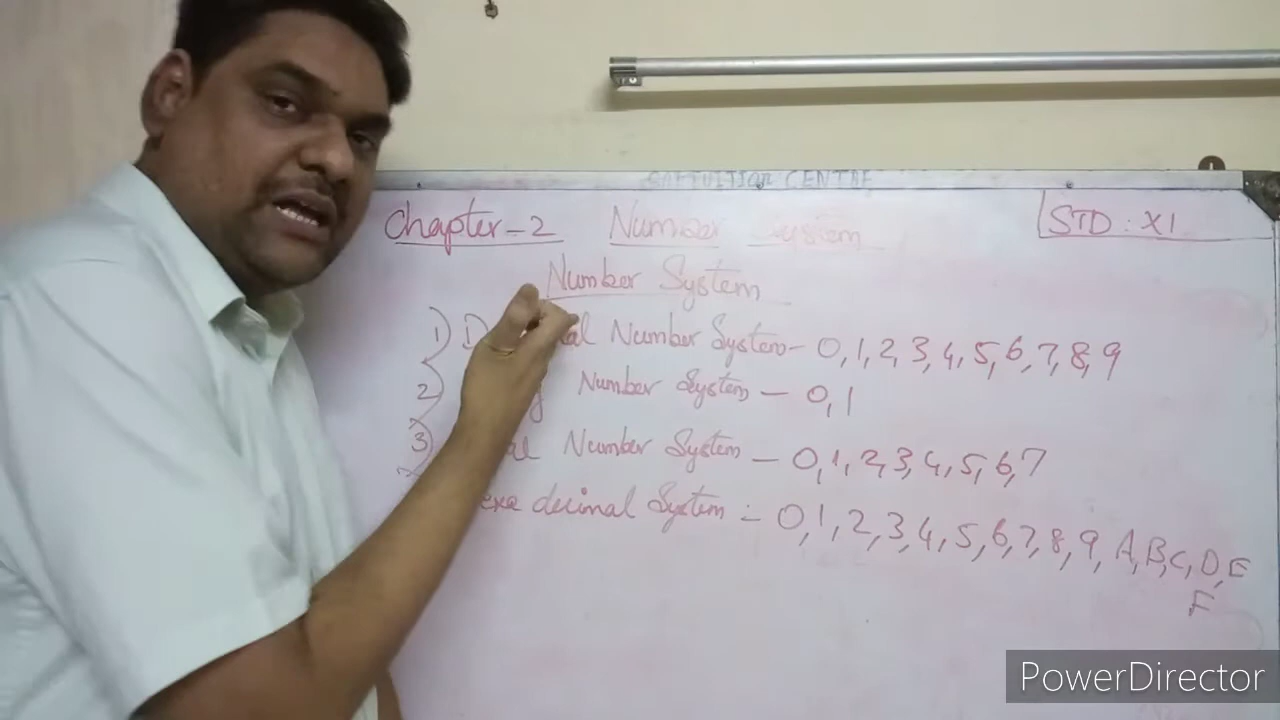 TUITION CENTRE
Chapter-2 Number System
STD: XI
Number System
1) Number System- 0,1,2,3,4,5,6,7,8,9
2) Number System - 0,1
3) Number System - 0,1,2,3,4,5,6,7
decimal System :- 0,1,2,3,4,5,6,7,8,9, A,B,C,D,E
F
PowerDirector